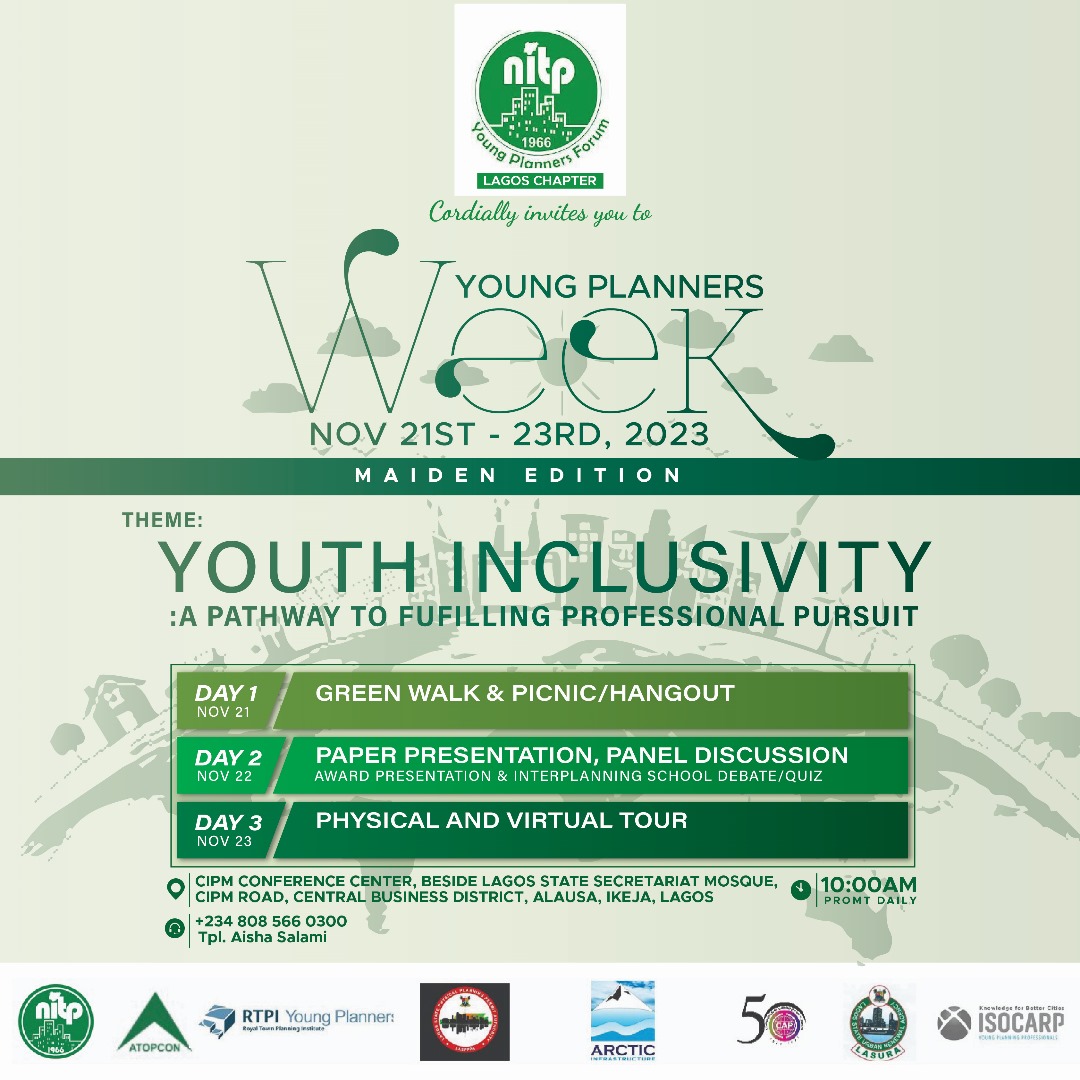 nitp
1966
Young Planners Forum
LAGOS CHAPTER
Cordially invites you to
YOUNG PLANNERS
Week
NOV 21ST - 23RD, 2023
MAIDEN EDITION
THEME:
YOUTH INCLUSIVITY
:A PATHWAY TO FUFILLING PROFESSIONAL PURSUIT
DAY 1
NOV 21
GREEN WALK & PICNIC/HANGOUT
DAY 2
NOV 22
PAPER PRESENTATION, PANEL DISCUSSION
AWARD PRESENTATION & INTERPLANNING SCHOOL DEBATE/QUIZ
DAY 3
NOV 23
PHYSICAL AND VIRTUAL TOUR
CIPM CONFERENCE CENTER, BESIDE LAGOS STATE SECRETARIAT MOSQUE,
CIPM ROAD, CENTRAL BUSINESS DISTRICT, ALAUSA, IKEJA, LAGOS
10:00AM
PROMT DAILY
+234 808 566 0300
Tpl. Aisha Salami
nitp
1966
ATOPCON
RTPI Young Planners
Royal Town Planning Institute
ARCTIC
INFRASTRUCTURE
50
CAP
LASURA
Knowledge for Better Cities
ISOCARP
YOUNG PLANNING PROFESSIONALS